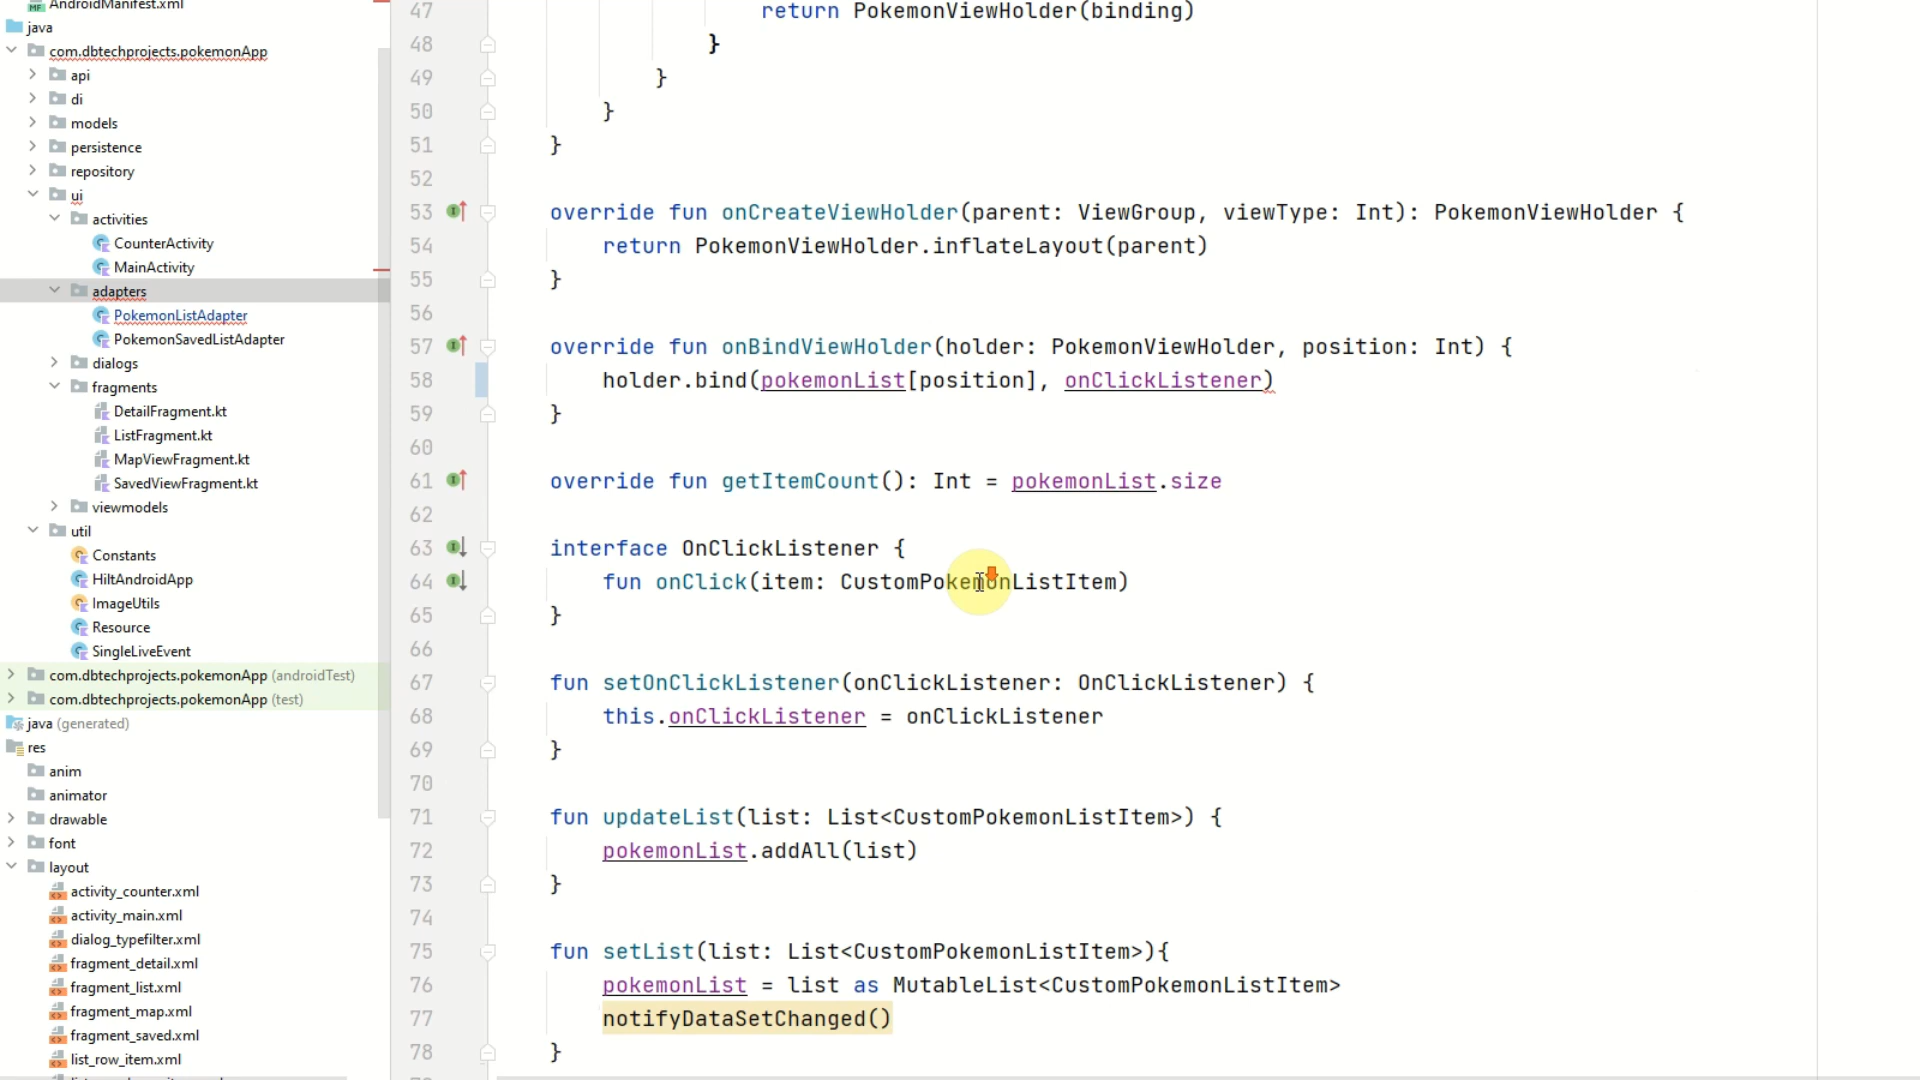 AndroidManifest.xml
java
com.dbtechprojects.pokemonApp
api
di
models
persistence
repository
ui
activities
CounterActivity
MainActivity
adapters
PokemonListAdapter
PokemonSavedListAdapter
dialogs
fragments
DetailFragment.kt
ListFragment.kt
MapViewFragment.kt
SavedViewFragment.kt
viewmodels
util
Constants
HiltAndroidApp
ImageUtils
Resource
SingleLiveEvent
com.dbtechprojects.pokemonApp (androidTest)
com.dbtechprojects.pokemonApp (test)
java (generated)
res
anim
animator
drawable
font
layout
activity_counter.xml
activity_main.xml
dialog_typefilter.xml
fragment_detail.xml
fragment_list.xml
fragment_map.xml
fragment_saved.xml
list_row_item.xml
47 return PokemonViewHolder(binding)
48 }
49 }
50 }
51 }
52
53 override fun onCreateViewHolder(parent: ViewGroup, viewType: Int): PokemonViewHolder {
54 return PokemonViewHolder.inflateLayout(parent)
55 }
56
57 override fun onBindViewHolder(holder: PokemonViewHolder, position: Int) {
58 holder.bind(pokemonList[position], onClickListener)
59 }
60
61 override fun getItemCount(): Int = pokemonList.size
62
63 interface OnClickListener {
64 fun onClick(item: CustomPokemonListItem)
65 }
66
67 fun setOnClickListener(onClickListener: OnClickListener) {
68 this.onClickListener = onClickListener
69 }
70
71 fun updateList(list: List<CustomPokemonListItem>) {
72 pokemonList.addAll(list)
73 }
74
75 fun setList(list: List<CustomPokemonListItem>){
76 pokemonList = list as MutableList<CustomPokemonListItem>
77 notifyDataSetChanged()
78 }